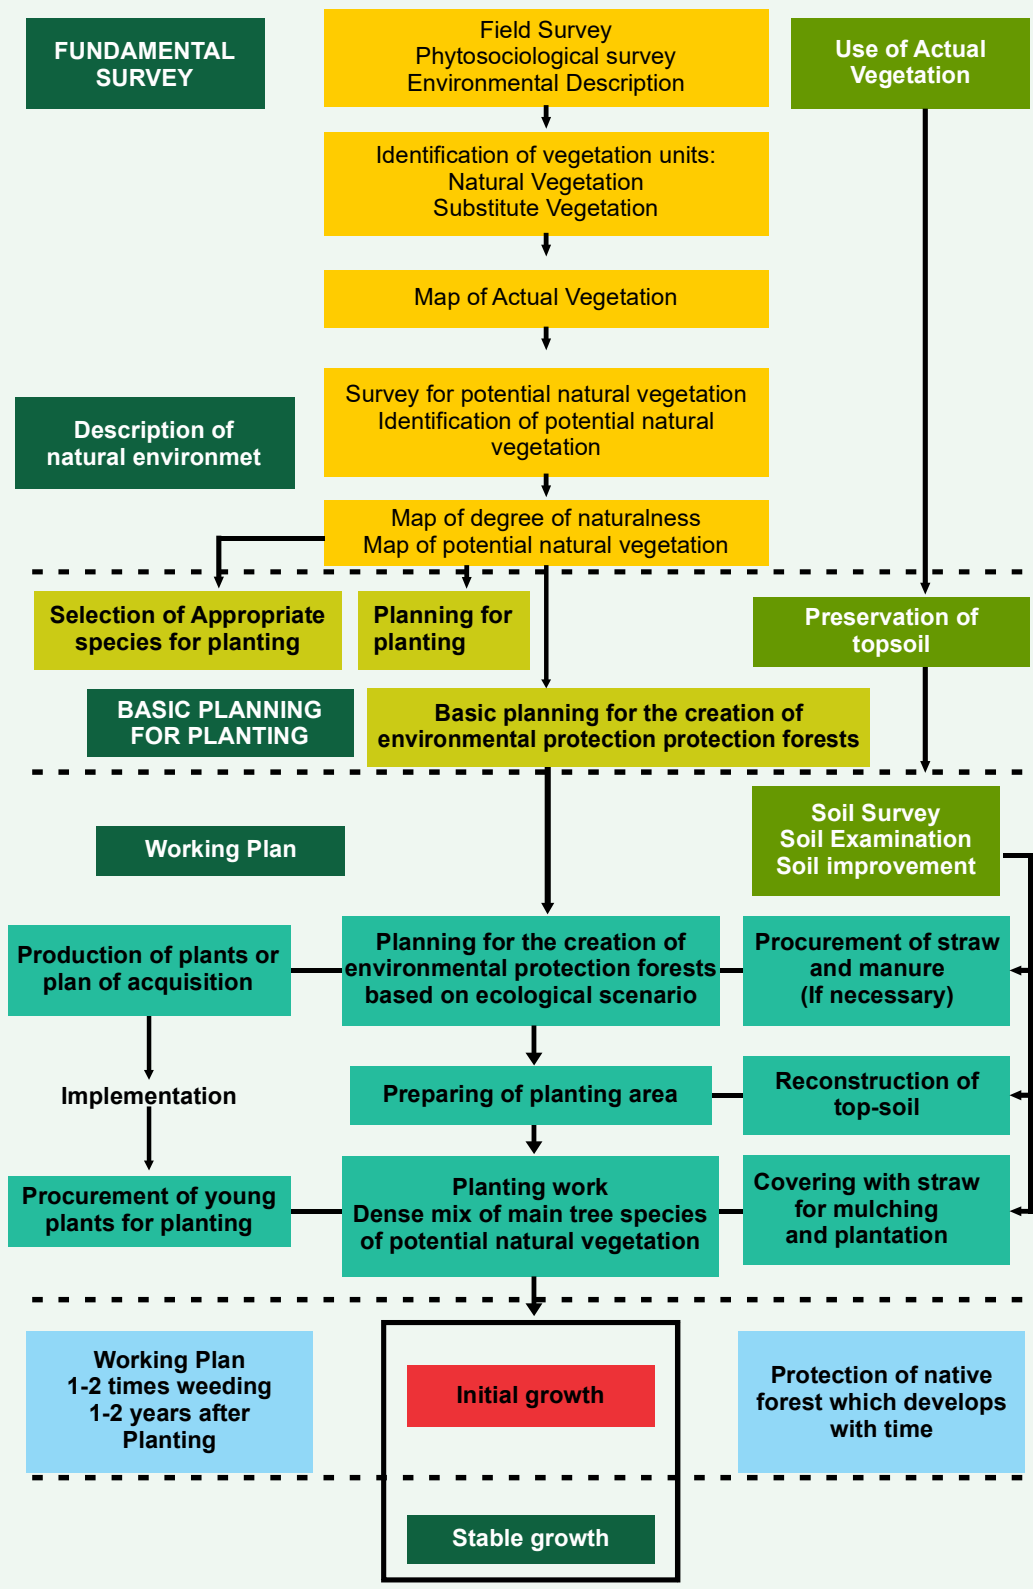 FUNDAMENTAL
SURVEY
Field Survey
Phytosociological survey
Environmental Description
Use of Actual
Vegetation
Identification of vegetation units:
Natural Vegetation
Substitute Vegetation
Map of Actual Vegetation
Description of
natural environmet
Survey for potential natural vegetation
Identification of potential natural
vegetation
Map of degree of naturalness
Map of potential natural vegetation
Selection of Appropriate
species for planting
Planning for
planting
Preservation of
topsoil
BASIC PLANNING
FOR PLANTING
Basic planning for the creation of
environmental protection protection forests
Working Plan
Soil Survey
Soil Examination
Soil improvement
Production of plants or
plan of acquisition
Planning for the creation of
environmental protection forests
based on ecological scenario
Procurement of straw
and manure
(If necessary)
Implementation
Preparing of planting area
Reconstruction of
top-soil
Procurement of young
plants for planting
Planting work
Dense mix of main tree species
of potential natural vegetation
Covering with straw
for mulching
and plantation
Working Plan
1-2 times weeding
1-2 years after
Planting
Initial growth
Protection of native
forest which develops
with time
Stable growth